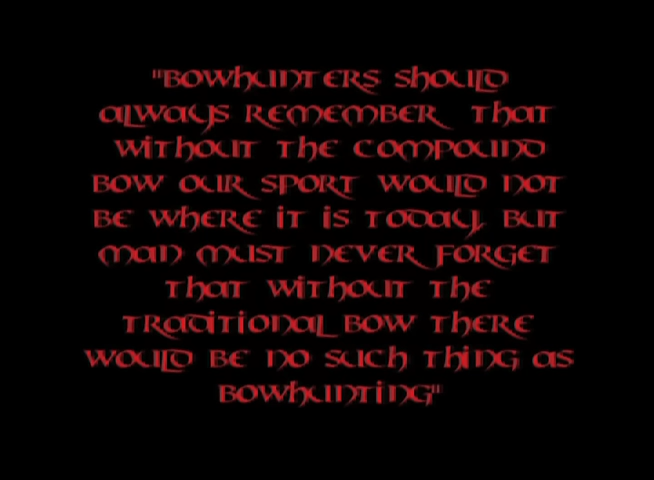 "BOWHUNTERS SHOULD
ALWAYS REMEMBER THAT
WITHOUT THE COMPOUND
BOW OUR SPORT WOULD NOT
BE WHERE IT IS TODAY, BUT
MAN MUST NEVER FORGET
THAT WITHOUT THE
TRADITIONAL BOW THERE
WOULD BE NO SUCH THING AS
BOWHUNTING"